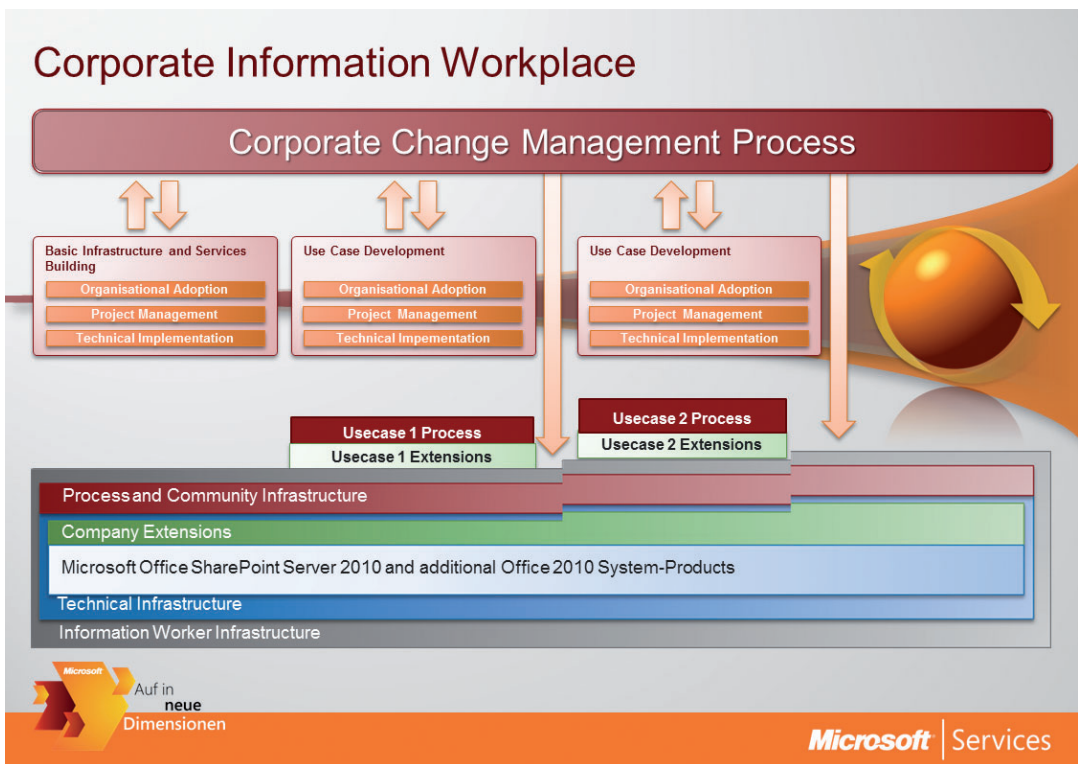 Corporate Information Workplace
Corporate Change Management Process
Basic Infrastructure and Services
Building
Organisational Adoption
Project Management
Technical Implementation
Use Case Development
Organisational Adoption
Project Management
Technical Impementation
Use Case Development
Organisational Adoption
Project Management
Technical Implementation
Usecase 1 Process
Usecase 1 Extensions
Usecase 2 Process
Usecase 2 Extensions
Process and Community Infrastructure
Company Extensions
Microsoft Office SharePoint Server 2010 and additional Office 2010 System-Products
Technical Infrastructure
Information Worker Infrastructure
Microsoft
Auf in
neue
Dimensionen
Microsoft Services